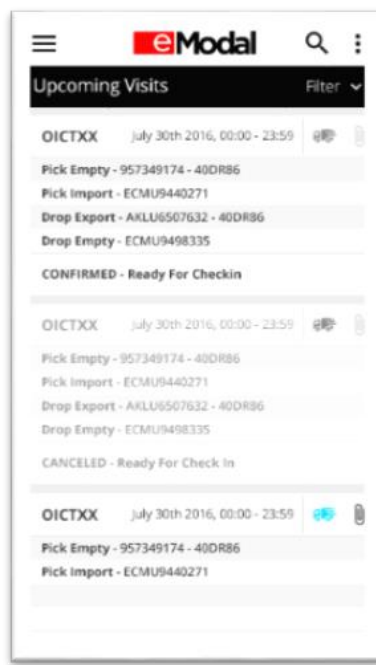 eModal
Upcoming Visits Filter
OICTXX July 30th 2016, 00:00 - 23:59
Pick Empty - 957349174 - 40DR86
Pick Import - ECMU9440271
Drop Export - AKLU6507632 - 40DR86
Drop Empty - ECMU9498335
CONFIRMED - Ready For Checkin
OICTXX July 30th 2016, 00:00 - 23:59
Pick Empty - 957349174 - 40DR86
Pick Import - ECMU9440271
Drop Export - AKLU6507632 - 40DR86
Drop Empty - ECMU9498335
CANCELED - Ready For Check In
OICTXX July 30th 2016, 00:00 - 23:59
Pick Empty - 957349174 - 40DR86
Pick Import - ECMU9440271